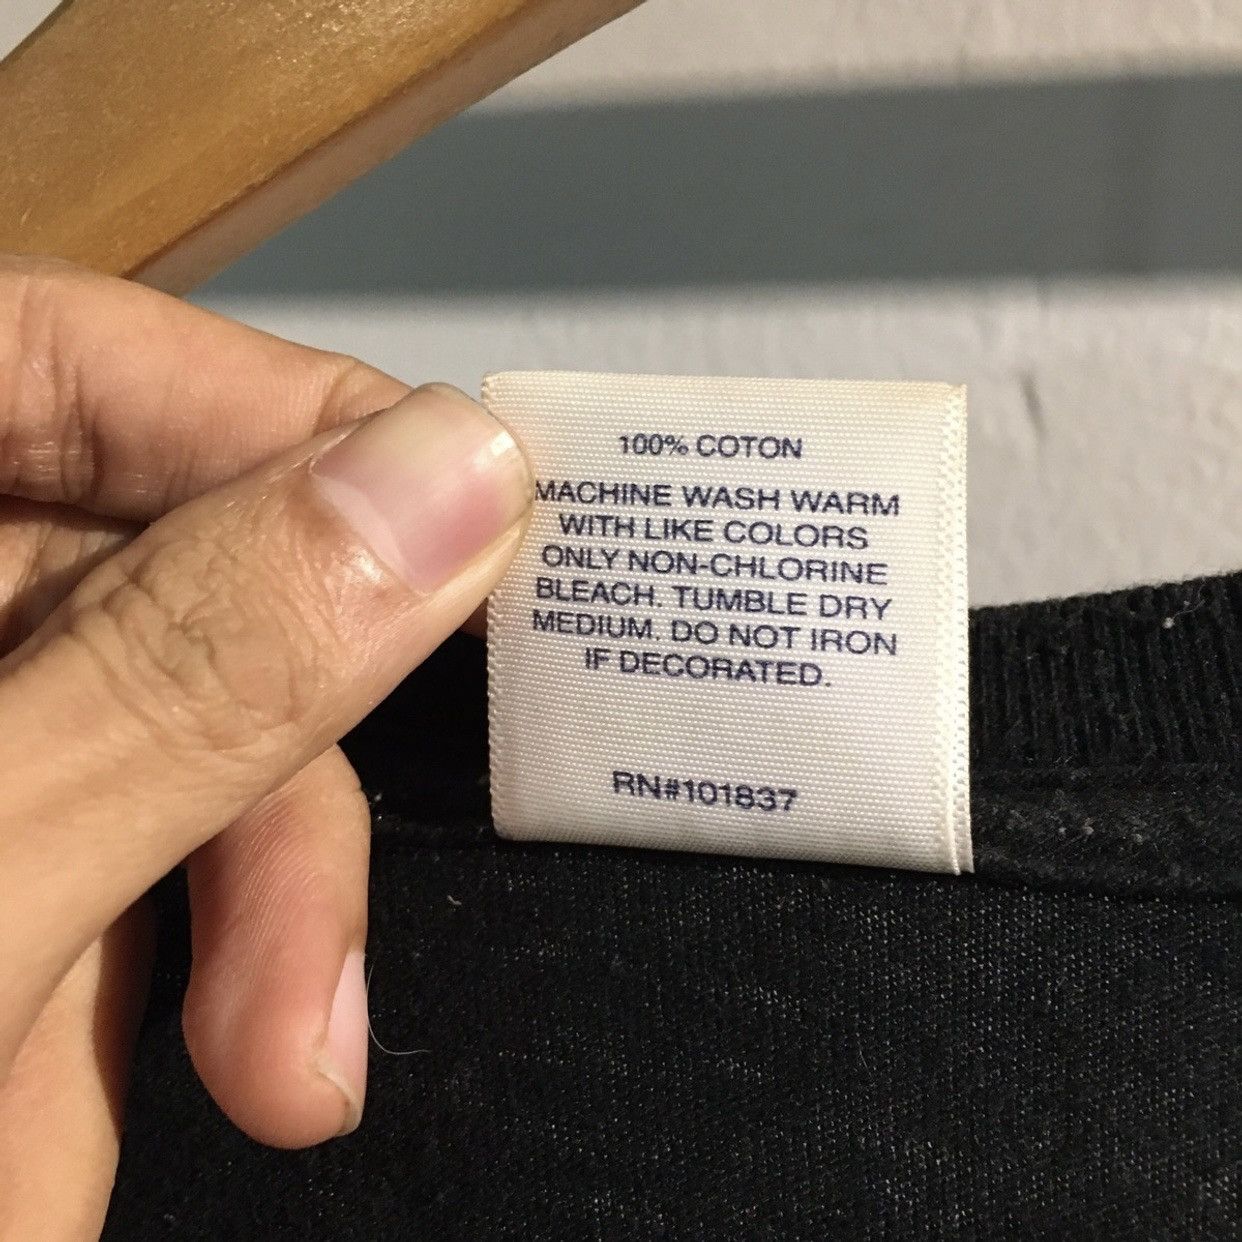 100% COTON
MACHINE WASH WARM
WITH LIKE COLORS
ONLY NON-CHLORINE
BLEACH. TUMBLE DRY
MEDIUM. DO NOT IRON
IF DECORATED.
RN#101837